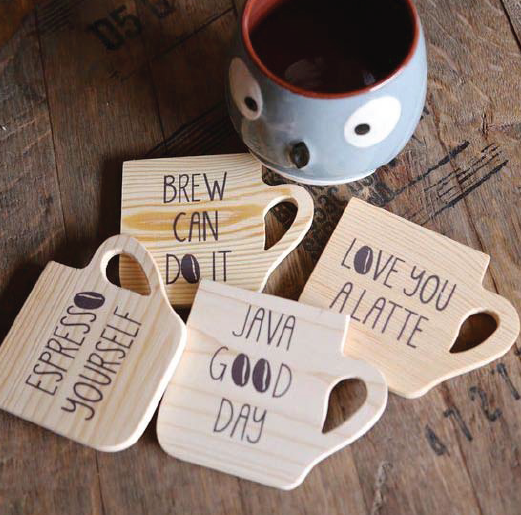 BREW
CAN
DO IT
LOVE YOU
A LATTE
ESPRESSO
YOURSELF
JAVA
GOOD
DAY